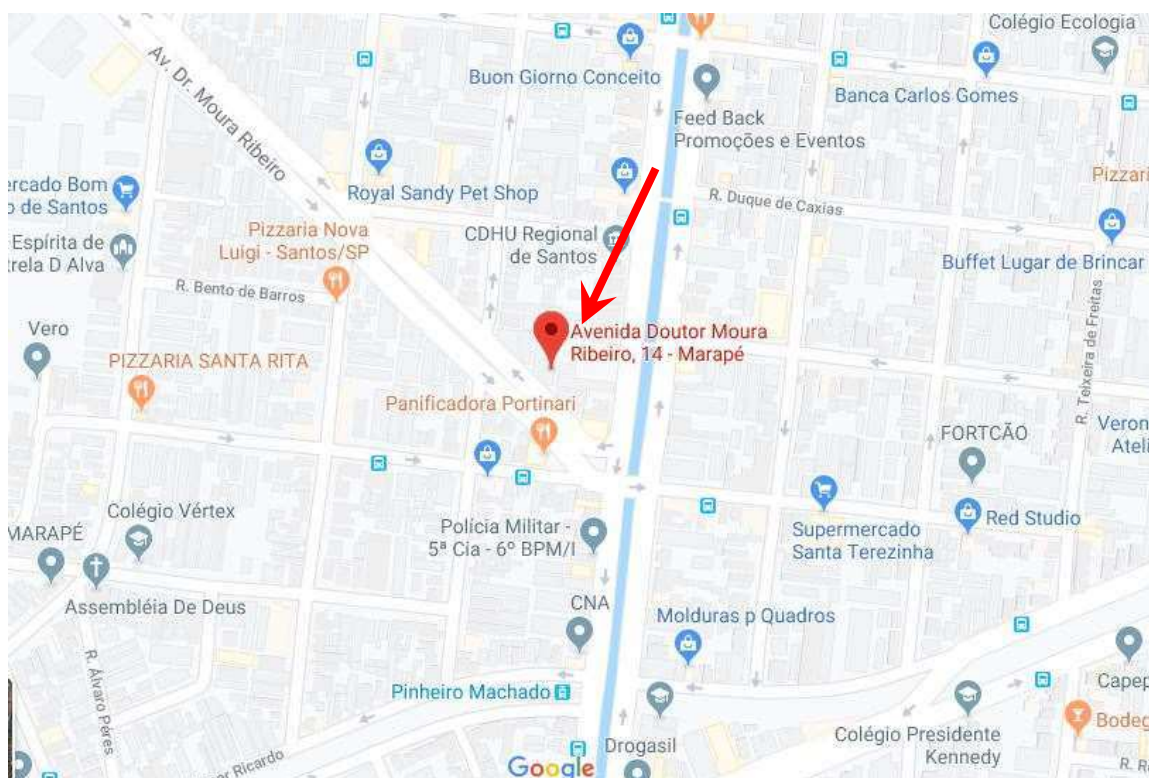 Colégio Ecologia
Av. Dr. Moura Ribeiro
Buon Giorno Conceito
Banca Carlos Gomes
Feed Back
Promoções e Eventos
ercado Bom
o de Santos
Royal Sandy Pet Shop
Pizzari
R. Duque de Caxias
Pizzaria Nova
Luigi - Santos/SP
CDHU Regional
de Santos
Espírita de
trela D Alva
Buffet Lugar de Brincar
R. Bento de Barros
Vero
Avenida Doutor Moura
Ribeiro, 14 - Marapé
R. Teixeira de Freitas
PIZZARIA SANTA RITA
Panificadora Portinari
FORTCÃO
Veron
Ateli
Colégio Vértex
MARAPÉ
Polícia Militar -
5ª Cia - 6º BPM/I
Supermercado
Santa Terezinha
Red Studio
Assembléia De Deus
CNA
Molduras p Quadros
R. Álvaro Péres
Pinheiro Machado
Capep
Bodeg
Colégio Presidente
Kennedy
Drogasil
or Ricardo
Google